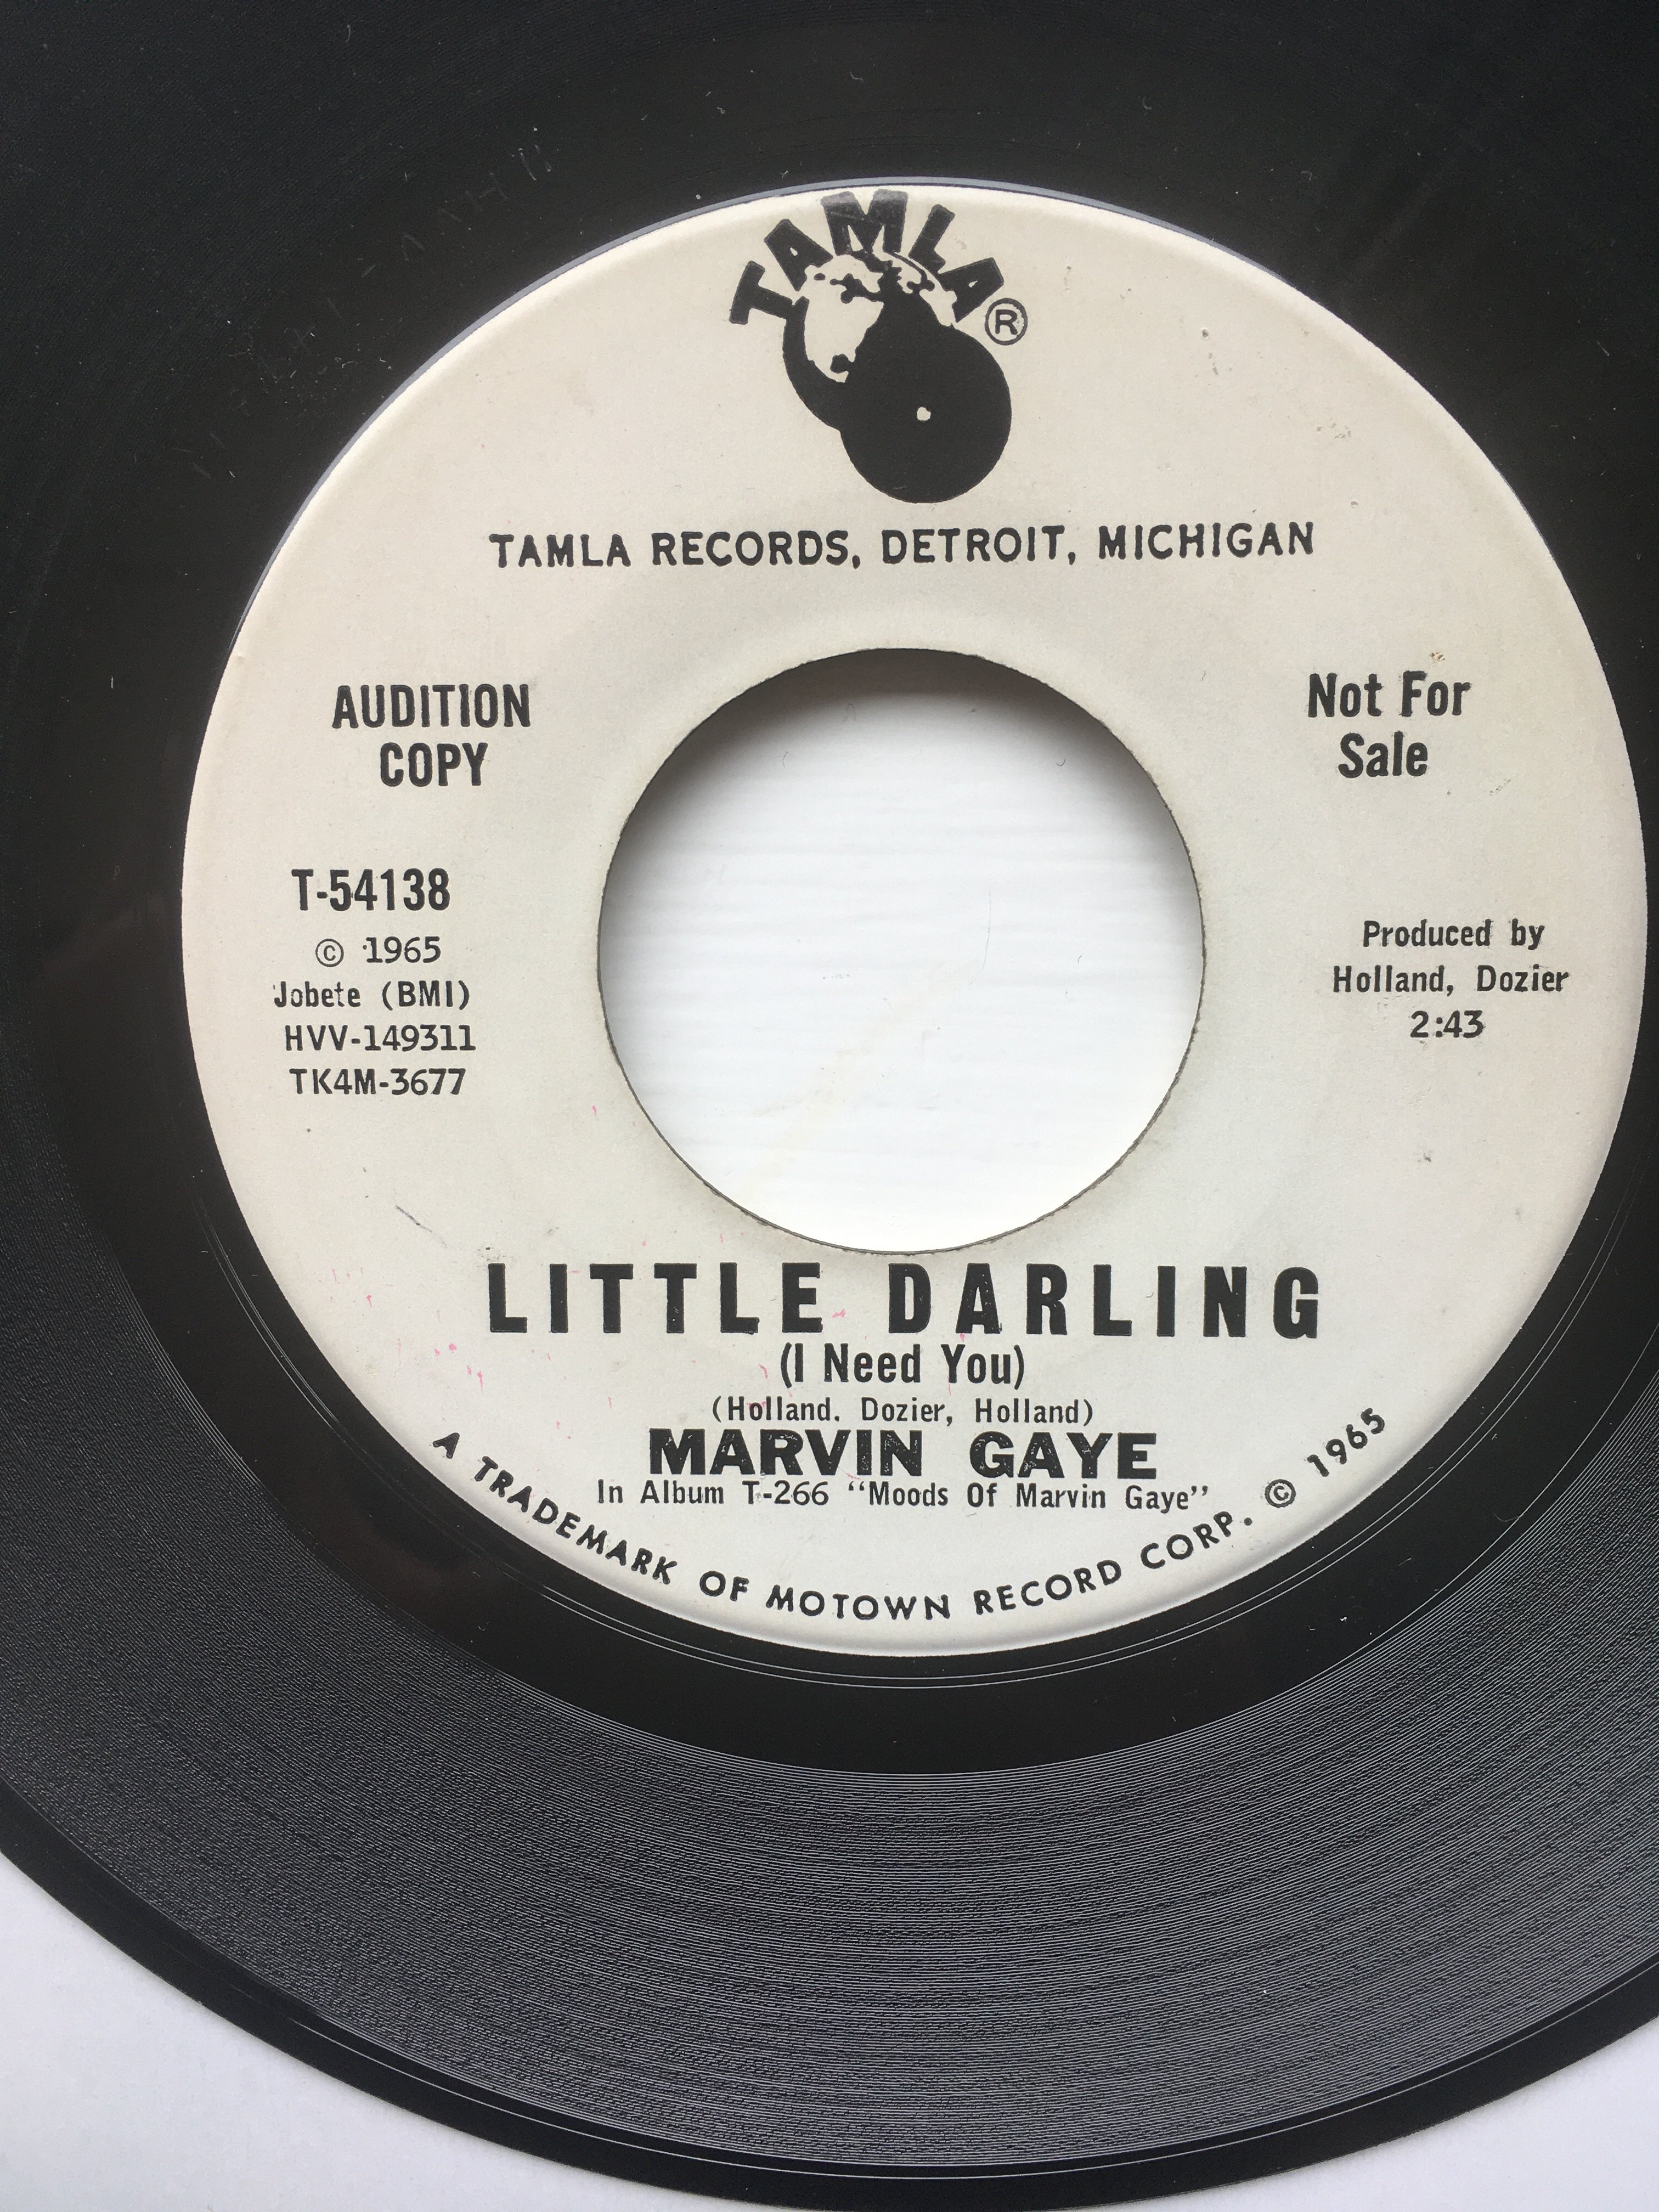 TAMLA ®
TAMLA RECORDS, DETROIT, MICHIGAN
AUDITION
COPY
Not For
Sale
T-54138
© 1965
Jobete (BMI)
HVV-149311
TK4M-3677
Produced by
Holland, Dozier
2:43
LITTLE DARLING
(I Need You)
(Holland. Dozier, Holland)
MARVIN GAYE
In Album T-266 “Moods Of Marvin Gaye”
A TRADEMARK OF MOTOWN RECORD CORP. © 1965